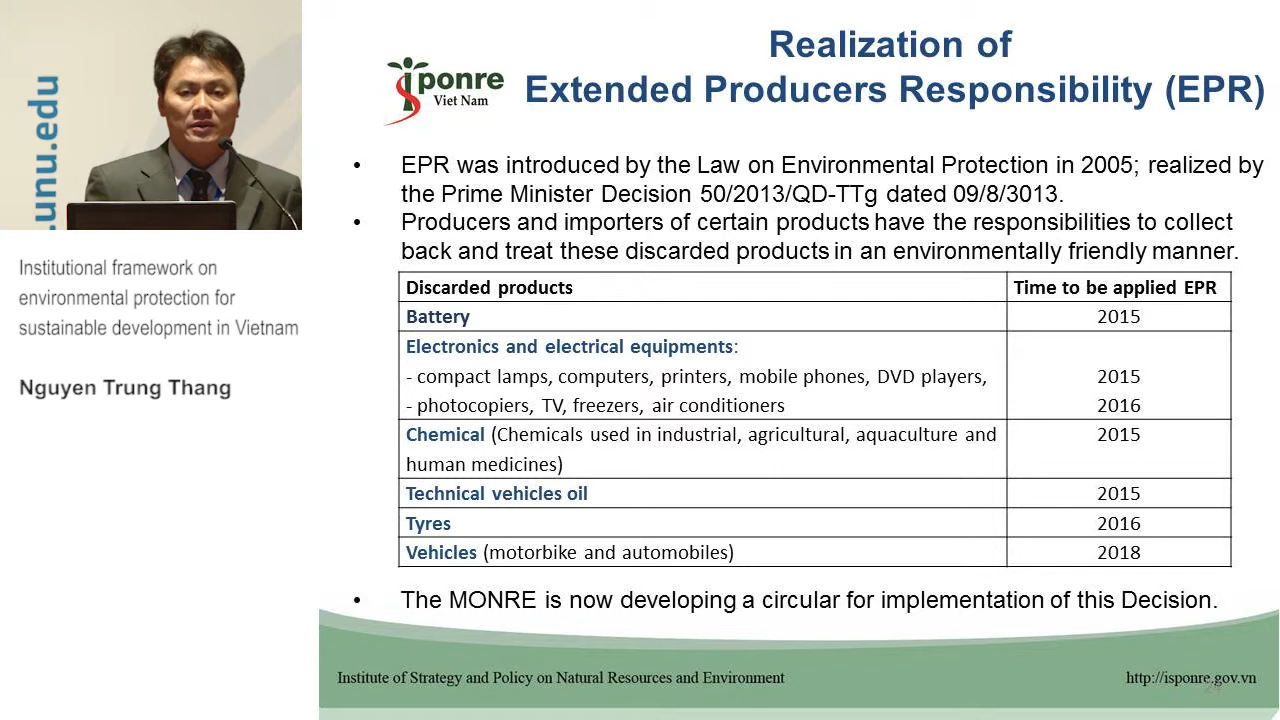 .unu.edu
Institutional framework on
environmental protection for
sustainable development in Vietnam
Nguyen Trung Thang
iponre
Viet Nam
Realization of
Extended Producers Responsibility (EPR)
• EPR was introduced by the Law on Environmental Protection in 2005; realized by
the Prime Minister Decision 50/2013/QD-TTg dated 09/8/3013.
• Producers and importers of certain products have the responsibilities to collect
back and treat these discarded products in an environmentally friendly manner.
Discarded products Time to be applied EPR
Battery 2015
Electronics and electrical equipments:
- compact lamps, computers, printers, mobile phones, DVD players, 2015
- photocopiers, TV, freezers, air conditioners 2016
Chemical (Chemicals used in industrial, agricultural, aquaculture and 2015
human medicines)
Technical vehicles oil 2015
Tyres 2016
Vehicles (motorbike and automobiles) 2018
• The MONRE is now developing a circular for implementation of this Decision.
Institute of Strategy and Policy on Natural Resources and Environment http://isponre.gov.vn